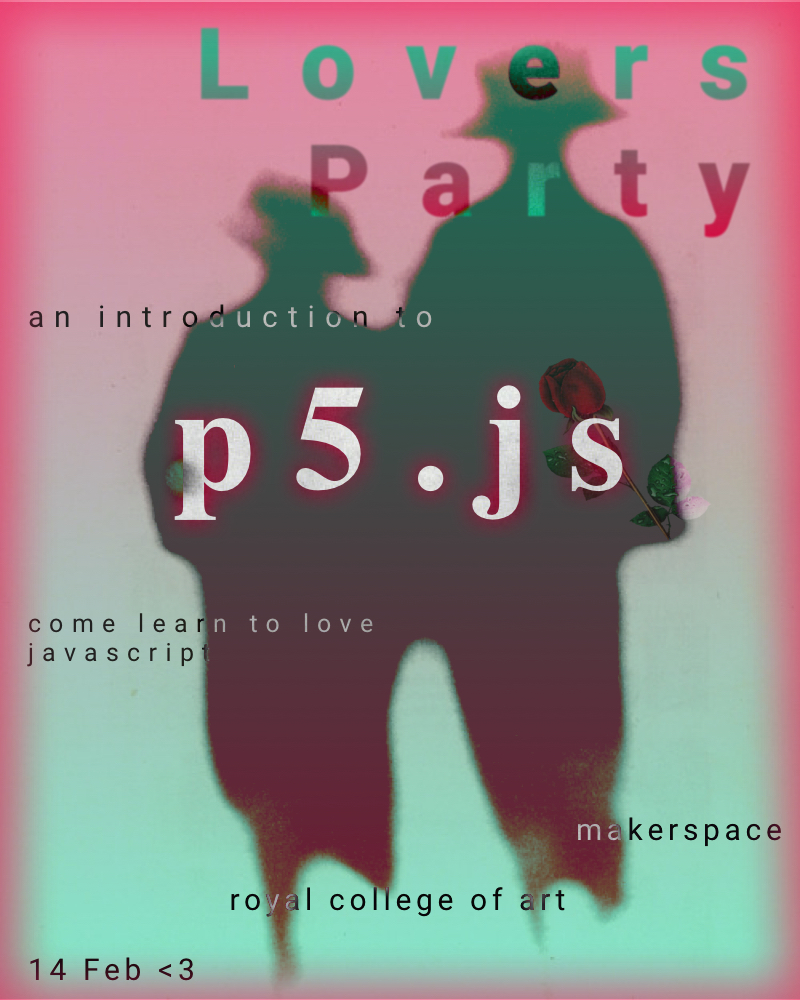 Lovers
Party
an introduction to
p5.js
come learn to love
javascript
makerspace
royal college of art
14 Feb <3